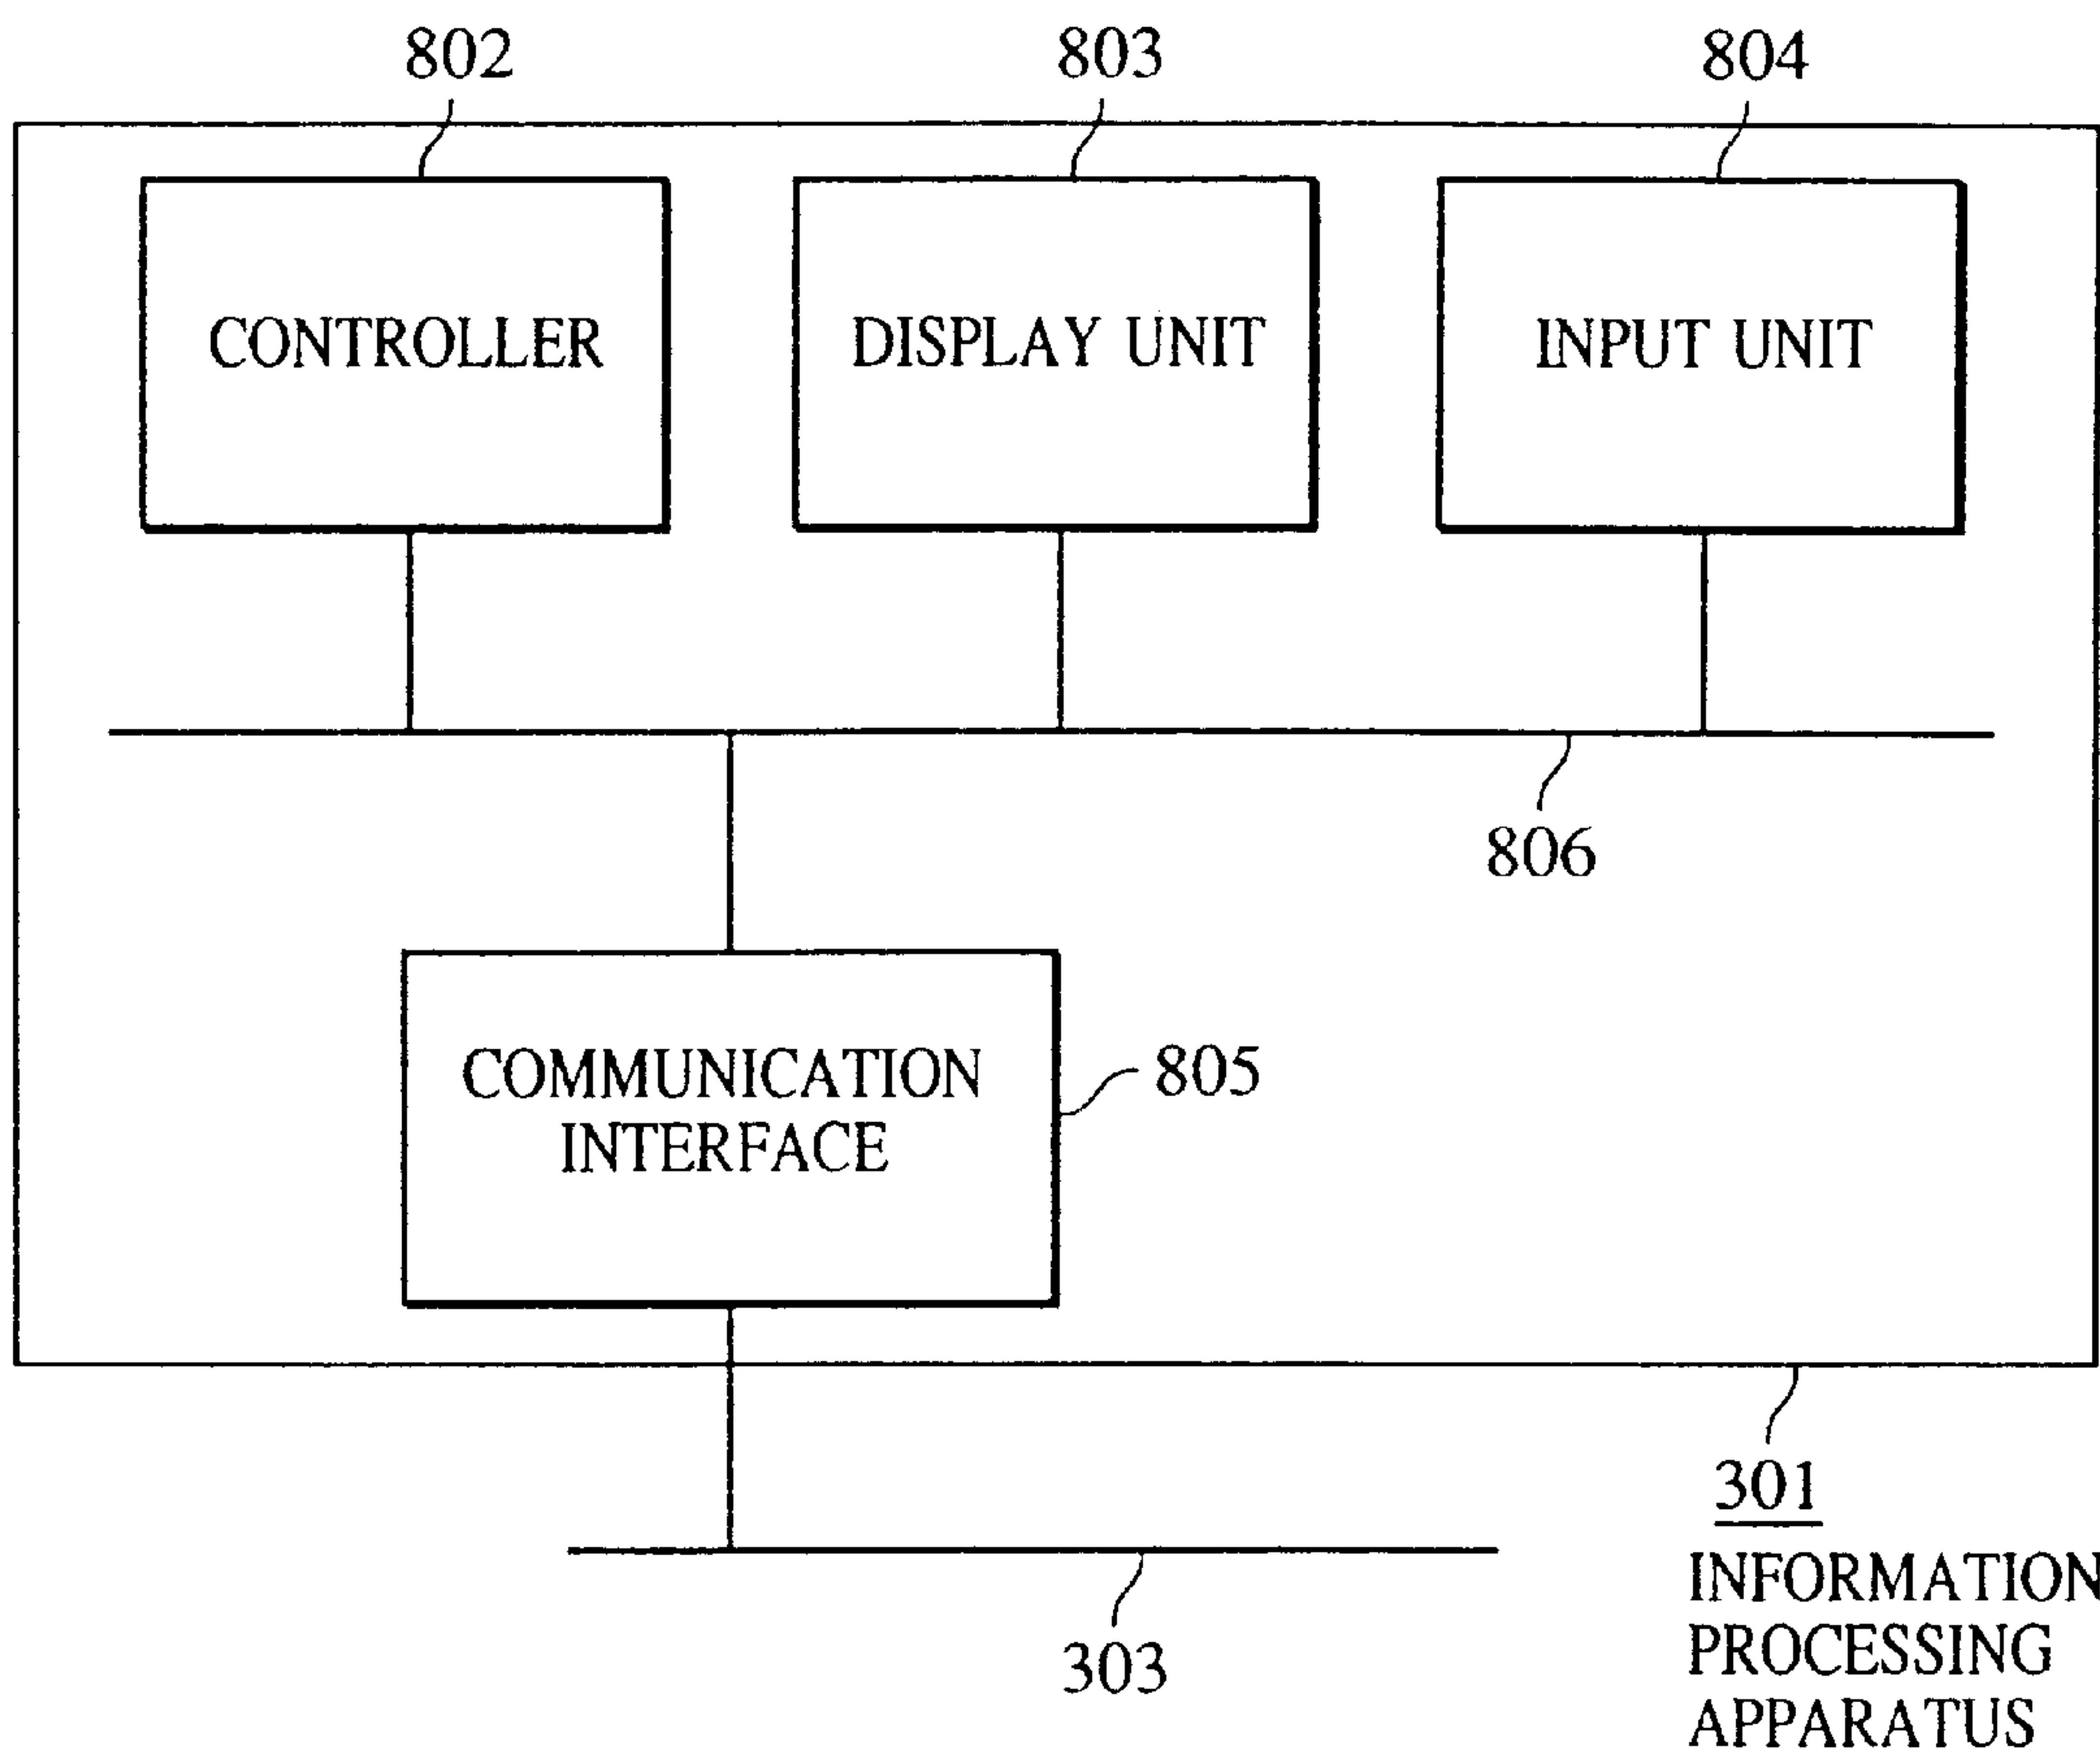 802
803
804
CONTROLLER
DISPLAY UNIT
INPUT UNIT
806
COMMUNICATION
INTERFACE
805
301
INFORMATION
PROCESSING
APPARATUS
303